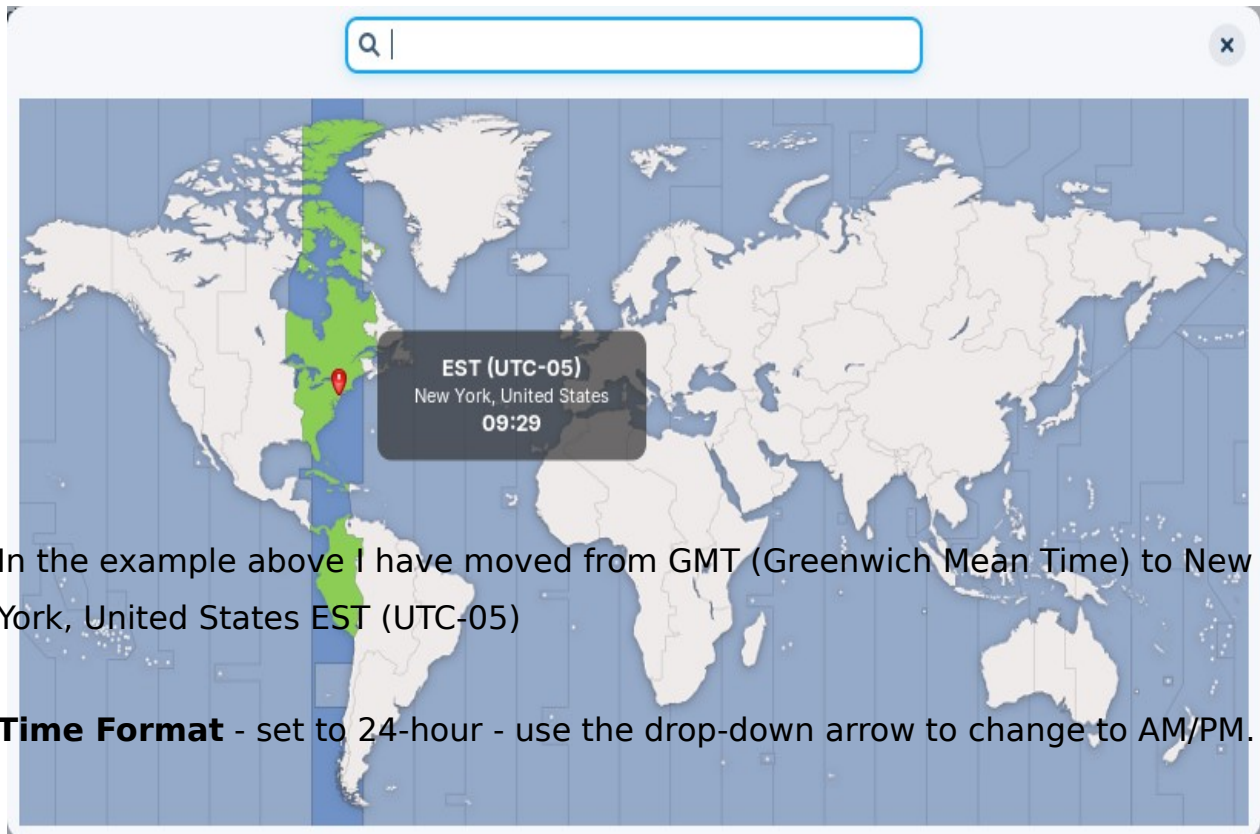 EST (UTC-05)
New York, United States
09:29
In the example above I have moved from GMT (Greenwich Mean Time) to New
York, United States EST (UTC-05)
Time Format - set to 24-hour - use the drop-down arrow to change to AM/PM.